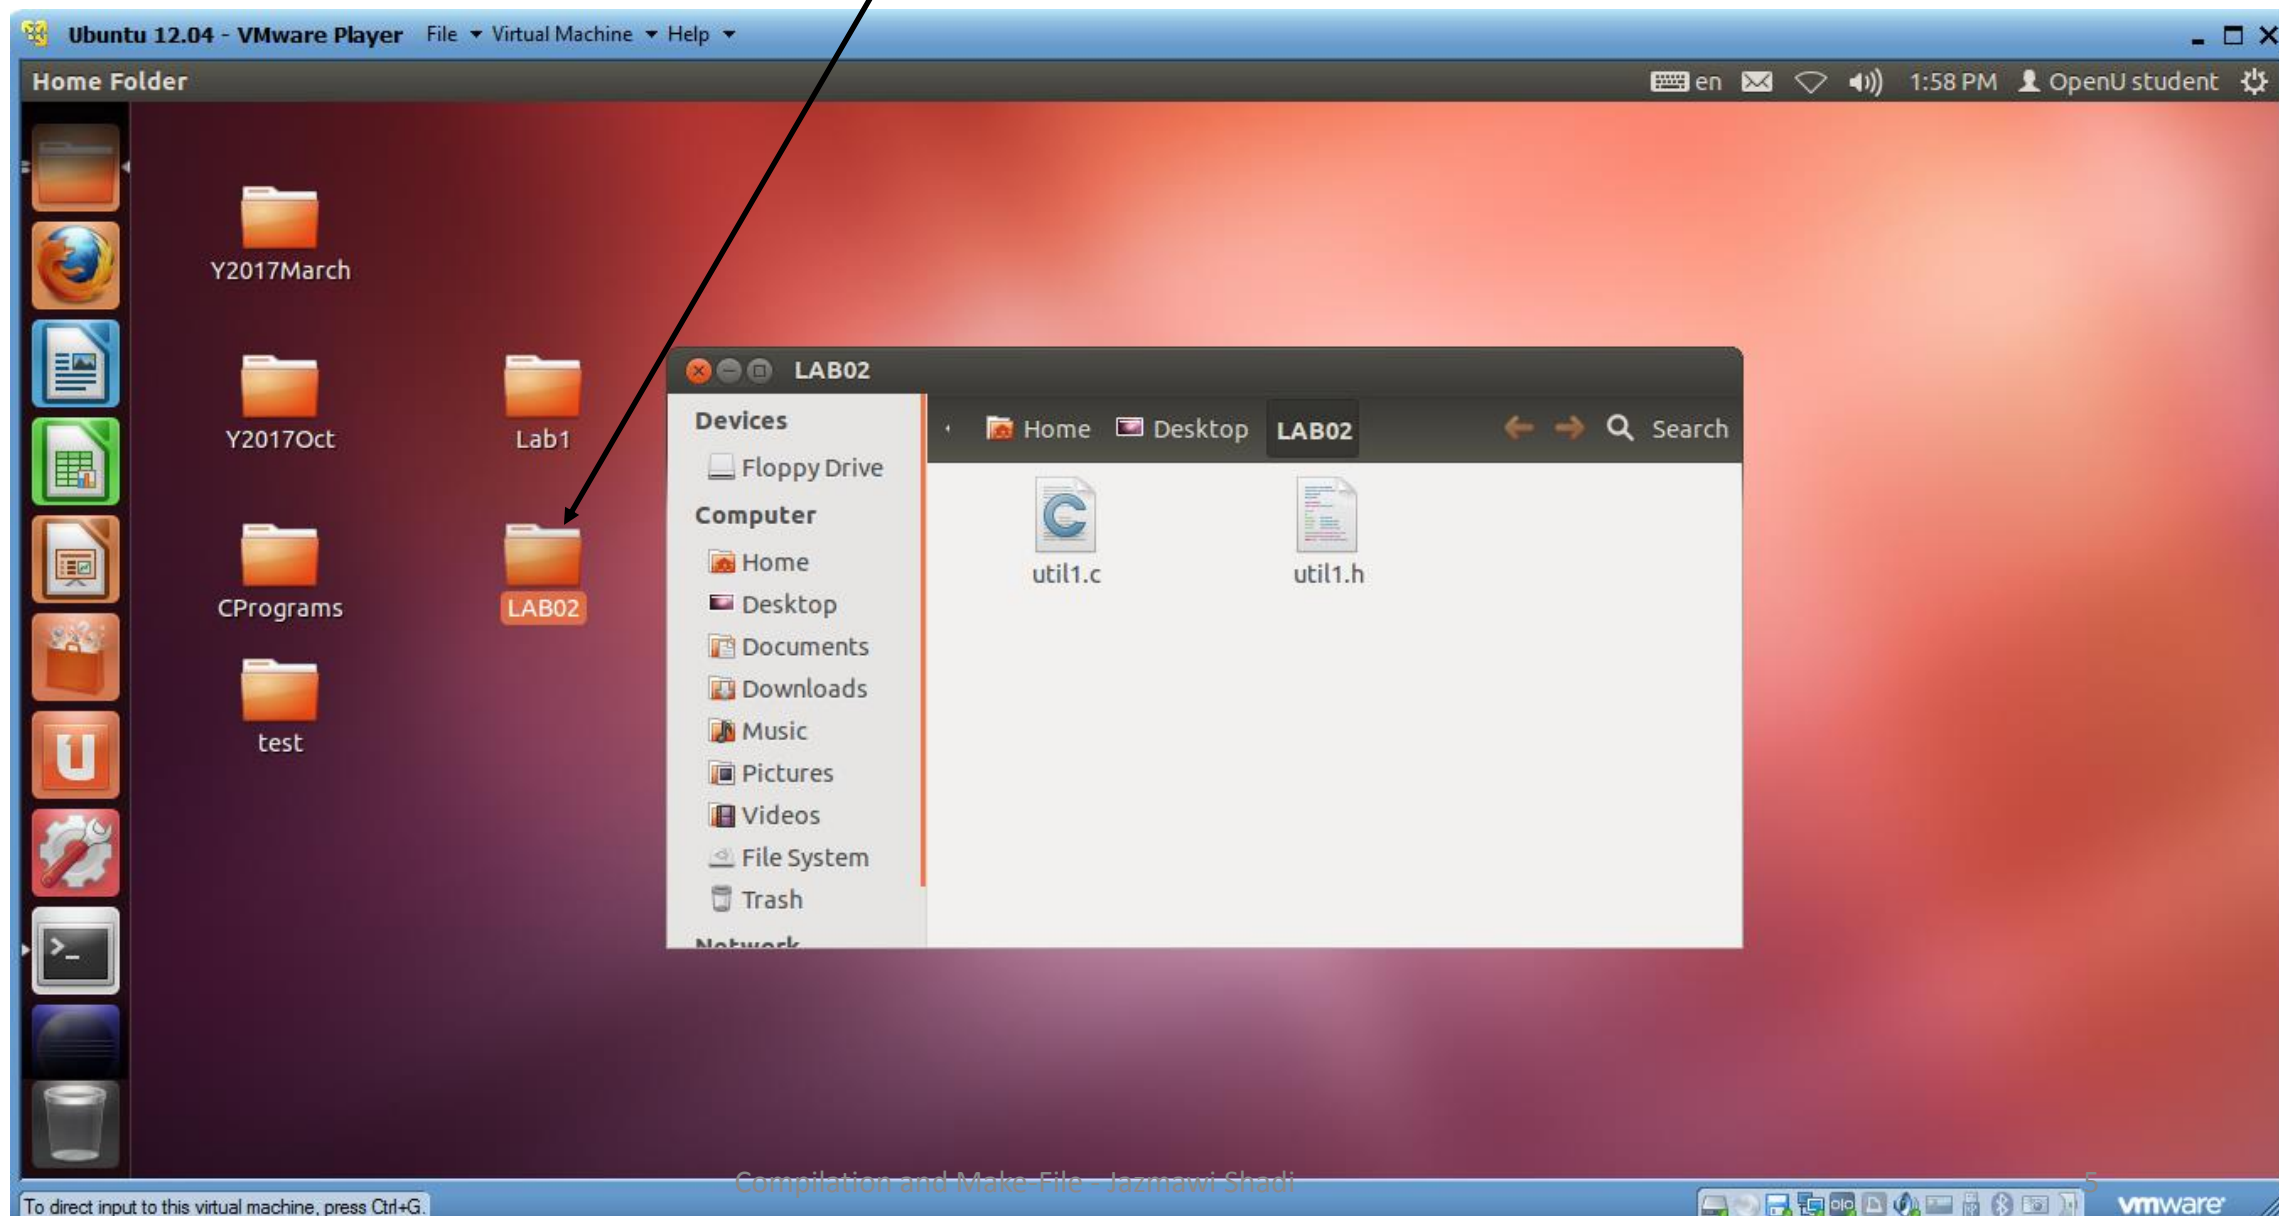 Ubuntu 12.04 - VMware Player File Virtual Machine Help
Home Folder en 1:58 PM OpenU student
Y2017March
Y2017Oct
Lab1
CPrograms
LAB02
test
LAB02
Devices
Floppy Drive
Computer
Home
Desktop
Documents
Downloads
Music
Pictures
Videos
File System
Trash
Network
Home Desktop LAB02 Search
util1.c
util1.h
Compilation and Make-File - Jazmawi Shadi
5
To direct input to this virtual machine, press Ctrl+G.
vmware